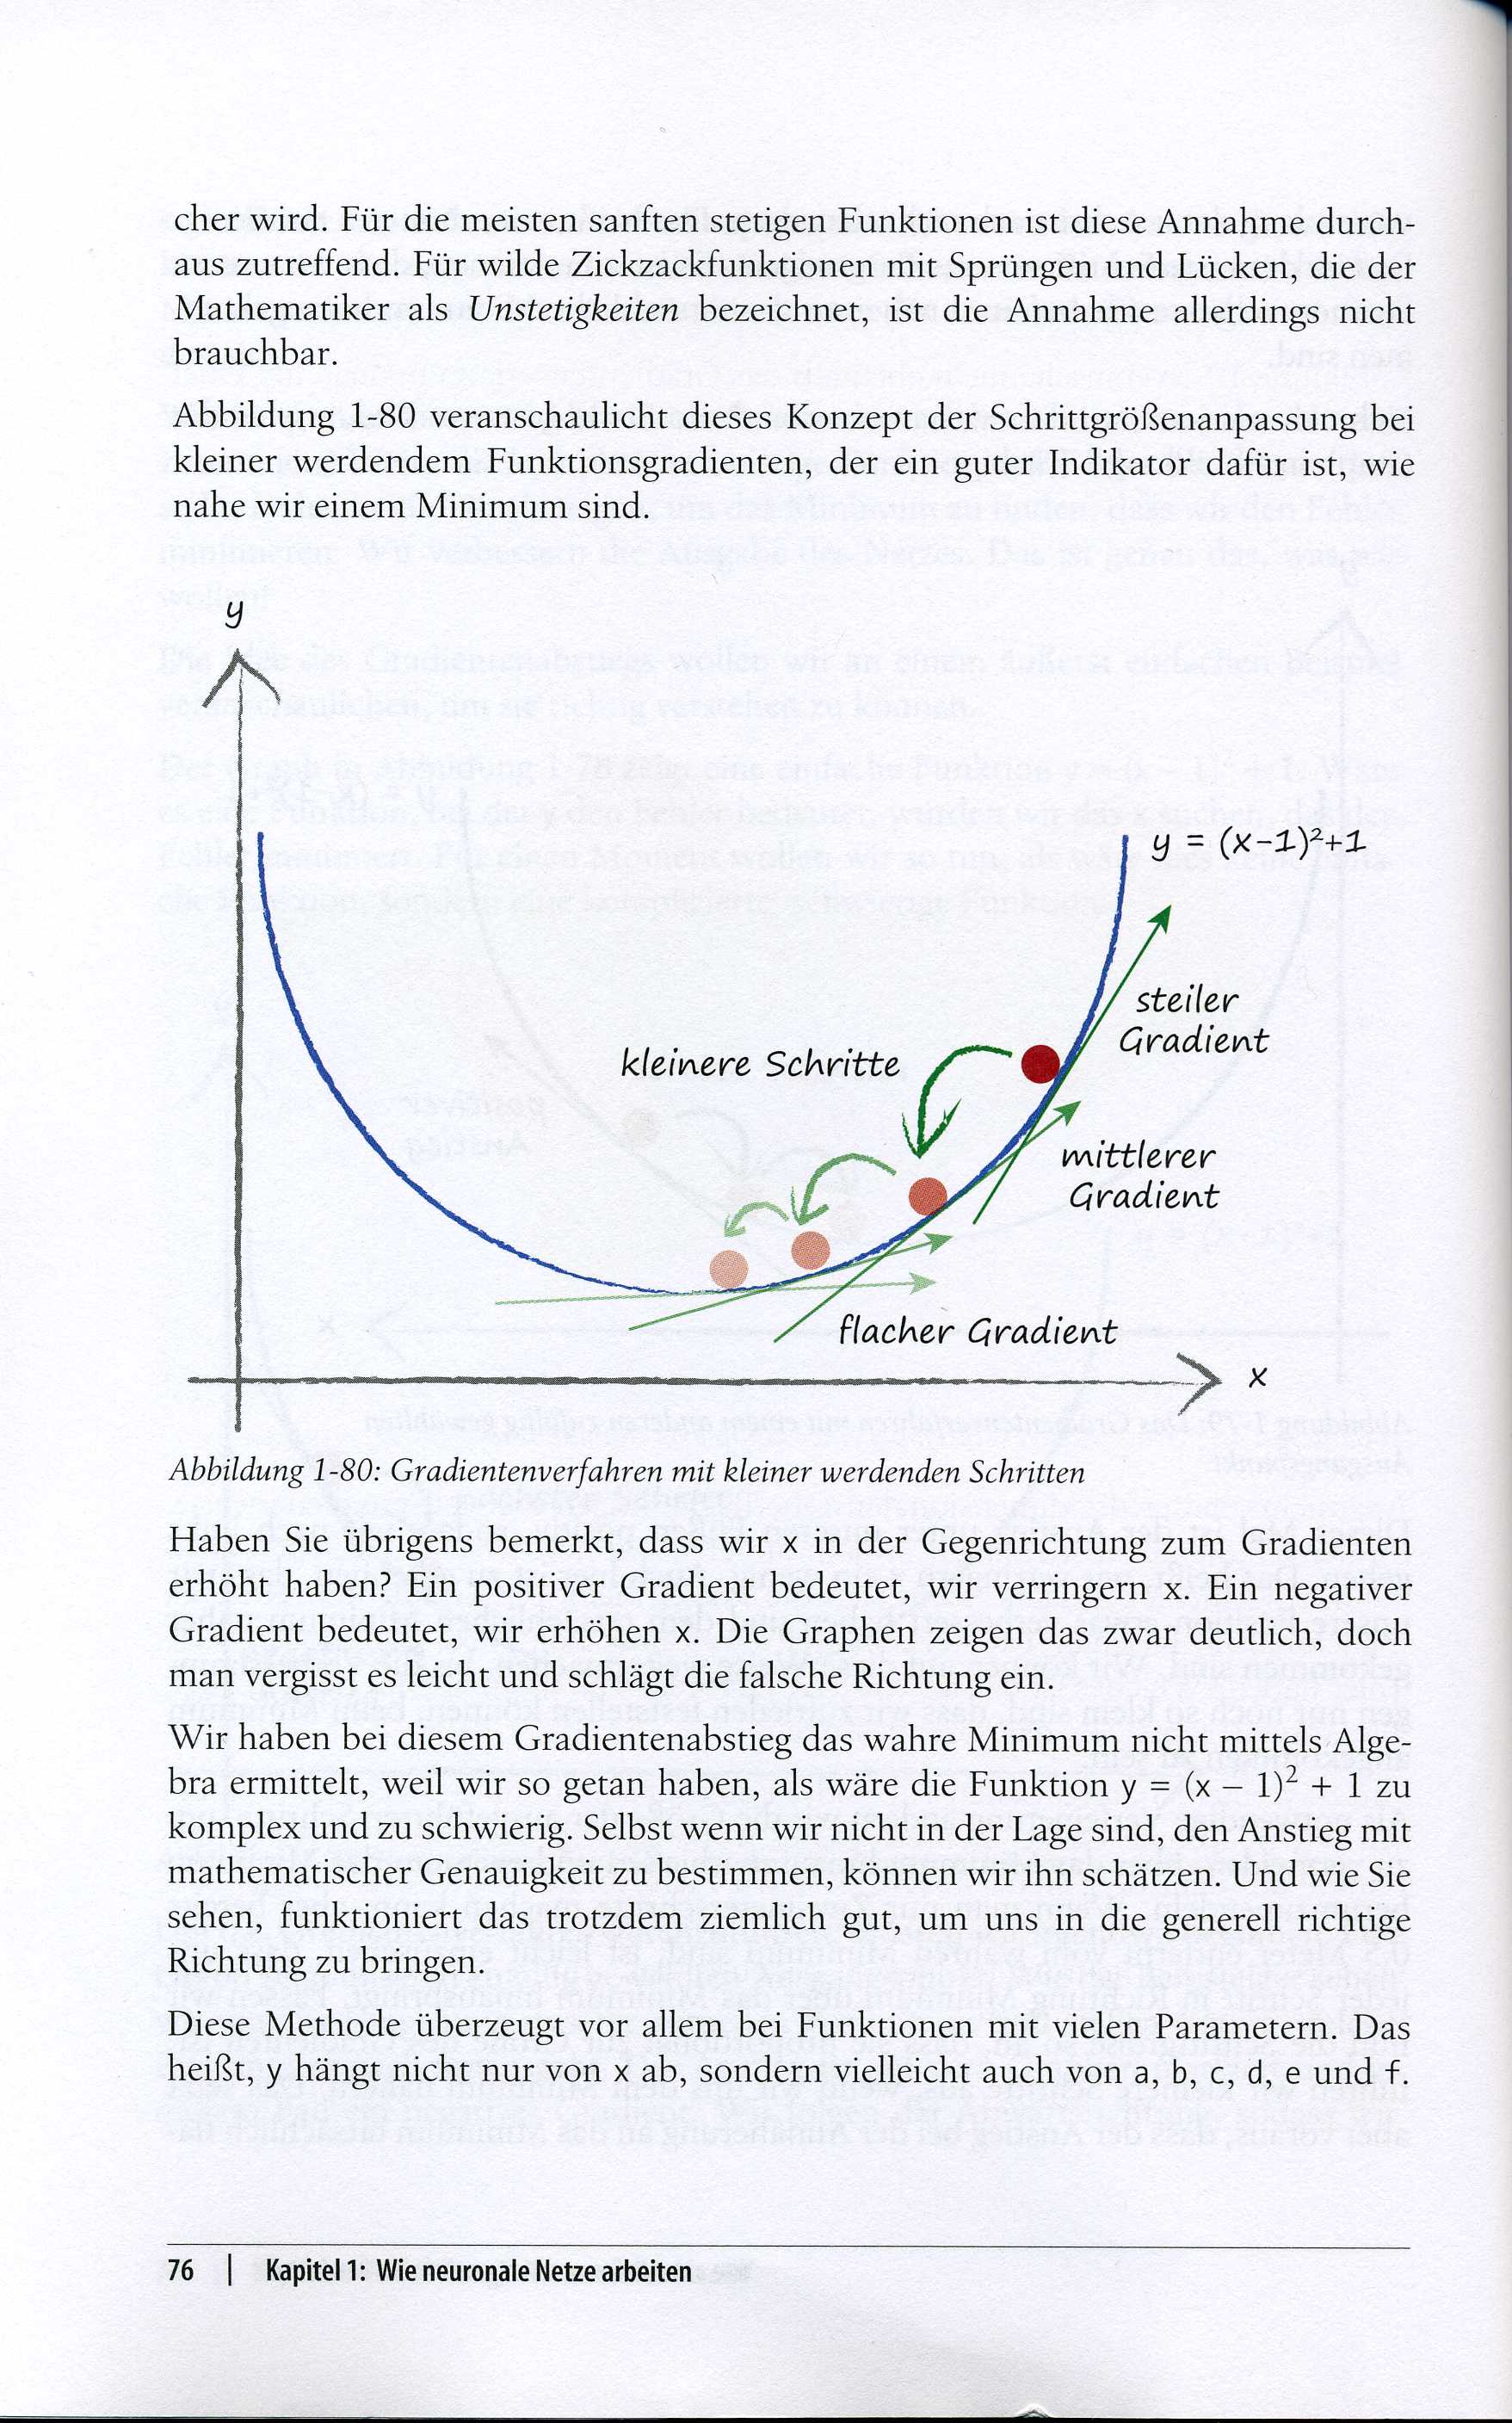 cher wird. Für die meisten sanften stetigen Funktionen ist diese Annahme durch-
aus zutreffend. Für wilde Zickzackfunktionen mit Sprüngen und Lücken, die der
Mathematiker als Unstetigkeiten bezeichnet, ist die Annahme allerdings nicht
brauchbar.
Abbildung 1-80 veranschaulicht dieses Konzept der Schrittgrößenanpassung bei
kleiner werdendem Funktionsgradienten, der ein guter Indikator dafür ist, wie
nahe wir einem Minimum sind.
y
y = (x-1)²+1
steiler
Gradient
kleinere Schritte
mittlerer
Gradient
flacher Gradient
x
Abbildung 1-80: Gradientenverfahren mit kleiner werdenden Schritten
Haben Sie übrigens bemerkt, dass wir x in der Gegenrichtung zum Gradienten
erhöht haben? Ein positiver Gradient bedeutet, wir verringern x. Ein negativer
Gradient bedeutet, wir erhöhen x. Die Graphen zeigen das zwar deutlich, doch
man vergisst es leicht und schlägt die falsche Richtung ein.
Wir haben bei diesem Gradientenabstieg das wahre Minimum nicht mittels Alge-
bra ermittelt, weil wir so getan haben, als wäre die Funktion y = (x – 1)² + 1 zu
komplex und zu schwierig. Selbst wenn wir nicht in der Lage sind, den Anstieg mit
mathematischer Genauigkeit zu bestimmen, können wir ihn schätzen. Und wie Sie
sehen, funktioniert das trotzdem ziemlich gut, um uns in die generell richtige
Richtung zu bringen.
Diese Methode überzeugt vor allem bei Funktionen mit vielen Parametern. Das
heißt, y hängt nicht nur von x ab, sondern vielleicht auch von a, b, c, d, e und f.
76 | Kapitel 1: Wie neuronale Netze arbeiten